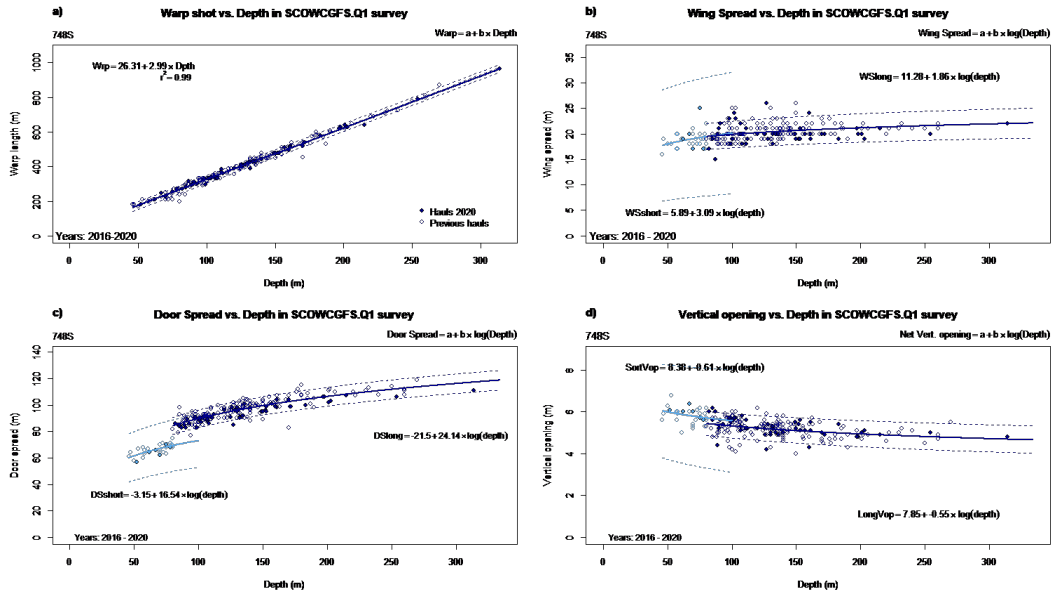 a)
Warp shot vs. Depth in SCOWCGFS.Q1 survey
748S
Warp = a + b × Depth
Wrp = 26.31 + 2.99 × Dpth
r² = 0.99
Warp length (m)
0 200 400 600 800 1000
Hauls 2020
Previous hauls
Years: 2016-2020
0 50 100 150 200 250 300
Depth (m)
b)
Wing Spread vs. Depth in SCOWCGFS.Q1 survey
748S
Wing Spread = a + b × log(Depth)
WSlong = 11.28 + 1.86 × log(depth)
WSshort = 5.89 + 3.09 × log(depth)
Wing spread (m)
0 5 10 15 20 25 30 35
Years: 2016 - 2020
0 50 100 150 200 250 300
Depth (m)
c)
Door Spread vs. Depth in SCOWCGFS.Q1 survey
748S
Door Spread = a + b × log(Depth)
DSlong = -21.5 + 24.14 × log(depth)
DSshort = -3.15 + 16.54 × log(depth)
Door spread (m)
0 20 40 60 80 100 120 140
Years: 2016 - 2020
0 50 100 150 200 250 300
Depth (m)
d)
Vertical opening vs. Depth in SCOWCGFS.Q1 survey
748S
Net Vert. opening = a + b × log(Depth)
SortVop = 8.38 + -0.61 × log(depth)
LongVop = 7.85 + -0.55 × log(depth)
Vertical opening (m)
0 2 4 6 8
Years: 2016 - 2020
0 50 100 150 200 250 300
Depth (m)